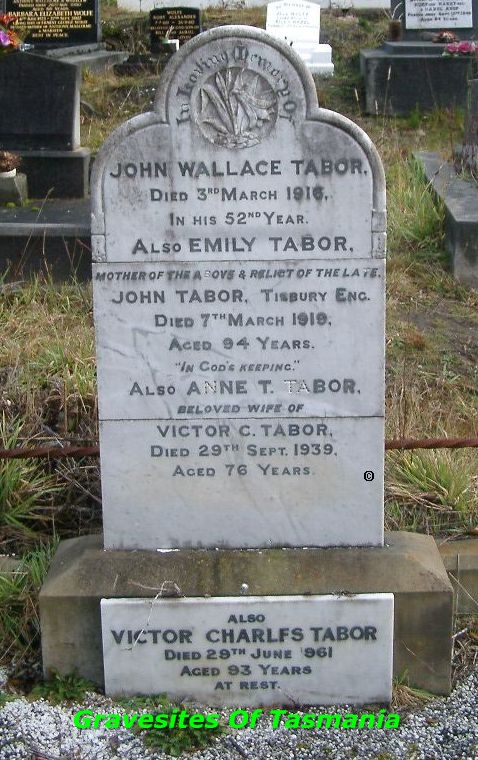 In Loving Memory Of
JOHN WALLACE TABOR,
DIED 3RD MARCH 1916,
IN HIS 52ND YEAR.
ALSO EMILY TABOR,
MOTHER OF THE ABOVE & RELICT OF THE LATE
JOHN TABOR, TISBURY ENG.
DIED 7TH MARCH 1919,
AGED 94 YEARS.
"IN GOD'S KEEPING."
ALSO ANNE T. TABOR,
BELOVED WIFE OF
VICTOR C. TABOR,
DIED 29TH SEPT. 1939,
AGED 76 YEARS.
©
ALSO
VICTOR CHARLES TABOR
DIED 29TH JUNE 1961
AGED 93 YEARS
AT REST.
Gravesites Of Tasmania